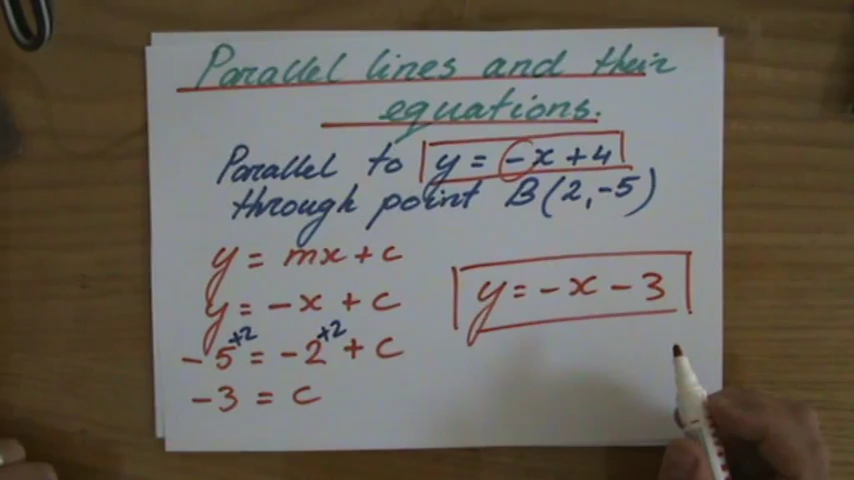 Parallel lines and their
equations.
Parallel to y = -x + 4
through point B(2,-5)
y = mx + c
y = -x + c
-5+2 = -2+2 + c
-3 = c
y = -x - 3